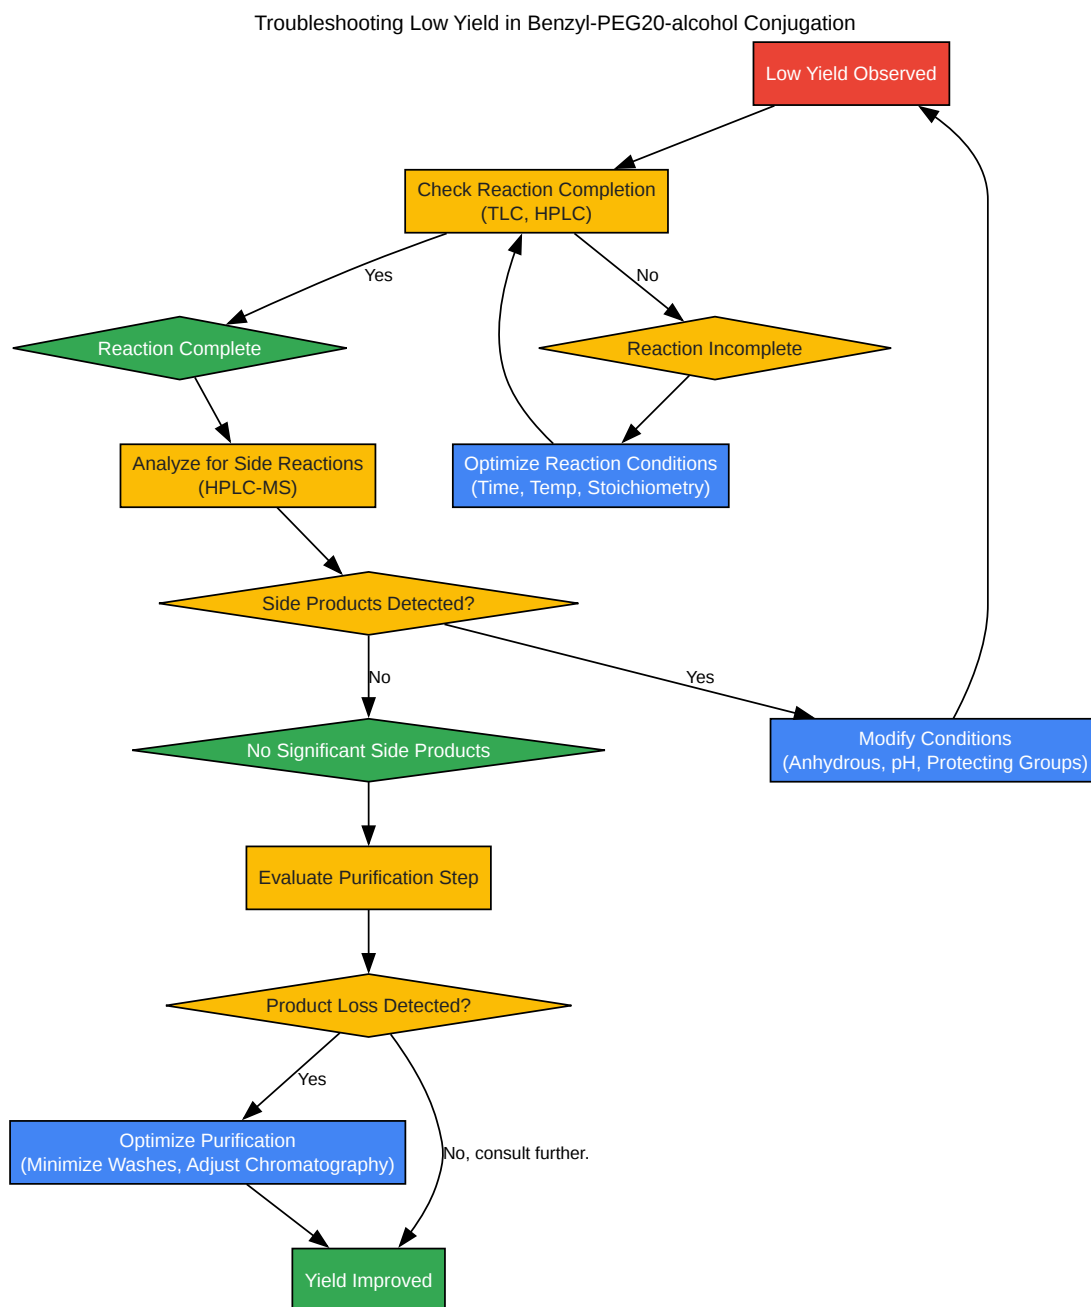 Troubleshooting Low Yield in Benzyl-PEG20-alcohol Conjugation
Low Yield Observed
Check Reaction Completion
(TLC, HPLC)
Yes
No
Reaction Complete
Reaction Incomplete
Analyze for Side Reactions
(HPLC-MS)
Optimize Reaction Conditions
(Time, Temp, Stoichiometry)
Side Products Detected?
No
Yes
No Significant Side Products
Modify Conditions
(Anhydrous, pH, Protecting Groups)
Evaluate Purification Step
Product Loss Detected?
Yes
No, consult further.
Optimize Purification
(Minimize Washes, Adjust Chromatography)
Yield Improved